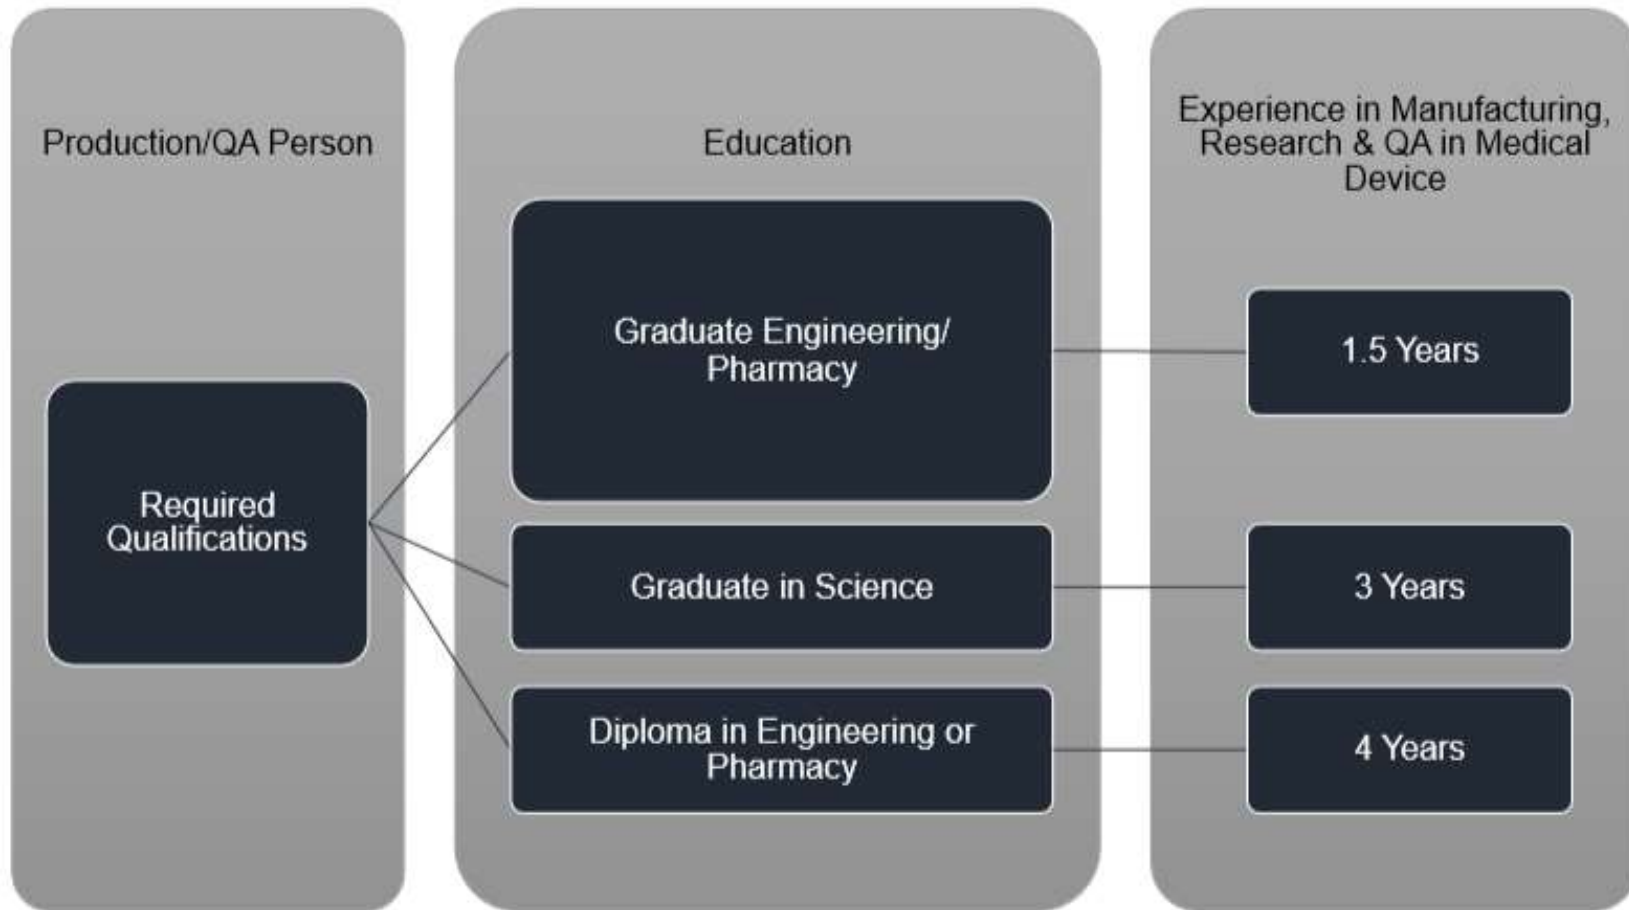 Production/QA Person
Education
Experience in Manufacturing,
Research & QA in Medical
Device
Required
Qualifications
Graduate Engineering/
Pharmacy
1.5 Years
Graduate in Science
3 Years
Diploma in Engineering or
Pharmacy
4 Years